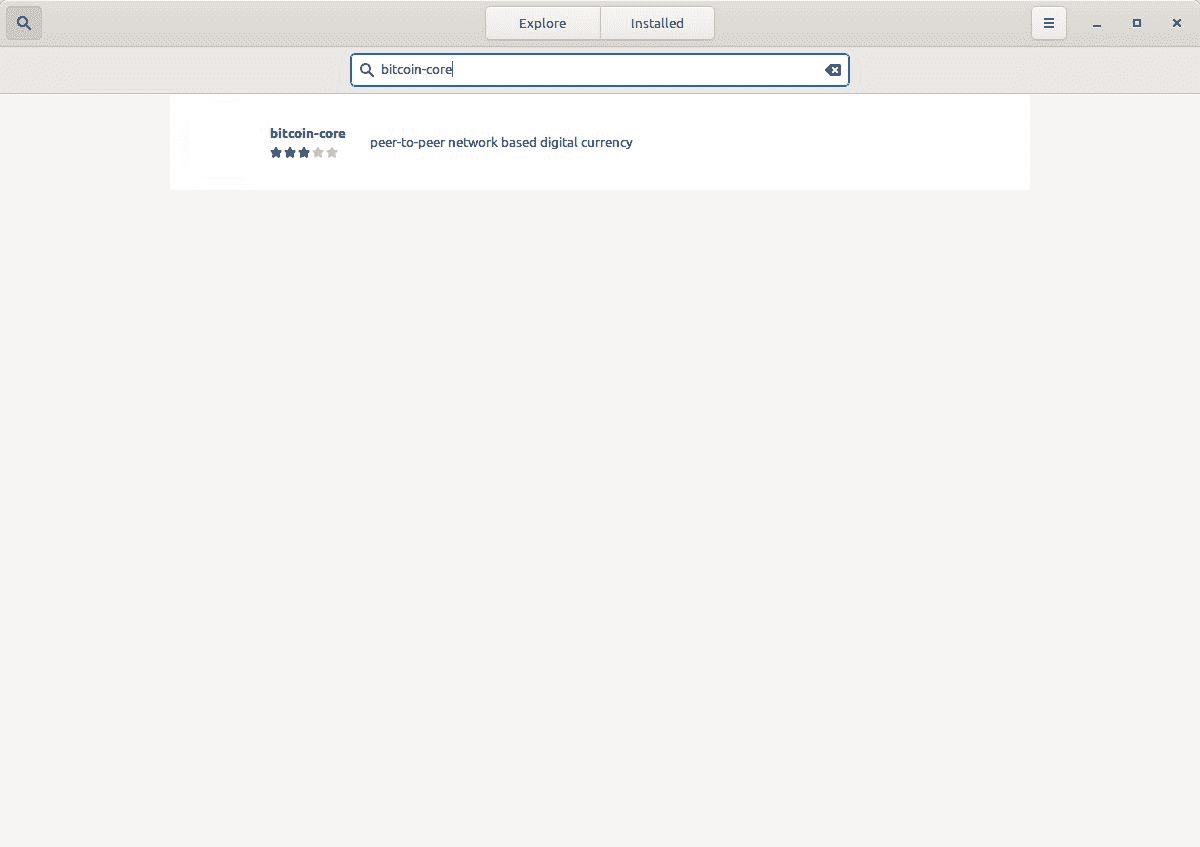 Explore
Installed
bitcoin-core
bitcoin-core
peer-to-peer network based digital currency